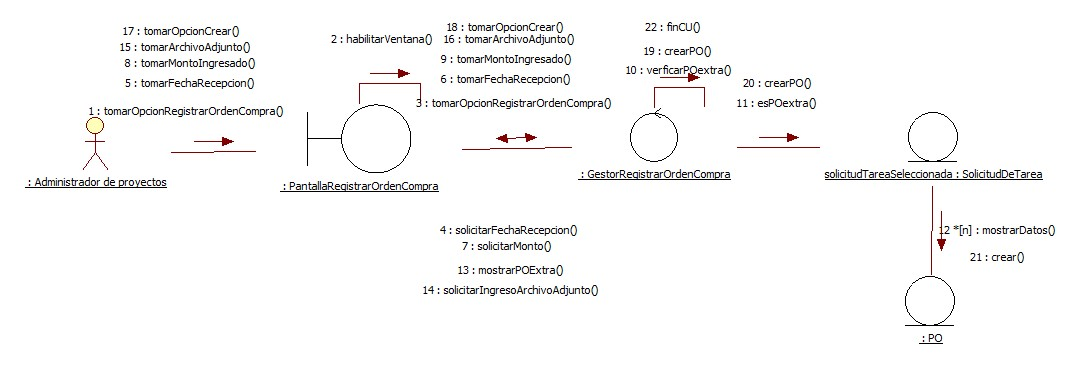 17 : tomarOpcionCrear()
15 : tomarArchivoAdjunto()
8 : tomarMontoIngresado()
5 : tomarFechaRecepcion()
1 : tomarOpcionRegistrarOrdenCompra()
: Administrador de proyectos
2 : habilitarVentana()
: PantallaRegistrarOrdenCompra
18 : tomarOpcionCrear()
16 : tomarArchivoAdjunto()
9 : tomarMontoIngresado()
6 : tomarFechaRecepcion()
3 : tomarOpcionRegistrarOrdenCompra()
4 : solicitarFechaRecepcion()
7 : solicitarMonto()
13 : mostrarPOExtra()
14 : solicitarIngresoArchivoAdjunto()
22 : finCU()
19 : crearPO()
10 : verficarPOextra()
: GestorRegistrarOrdenCompra
20 : crearPO()
11 : esPOextra()
solicitudTareaSeleccionada : SolicitudDeTarea
12 *[n] : mostrarDatos()
21 : crear()
: PO